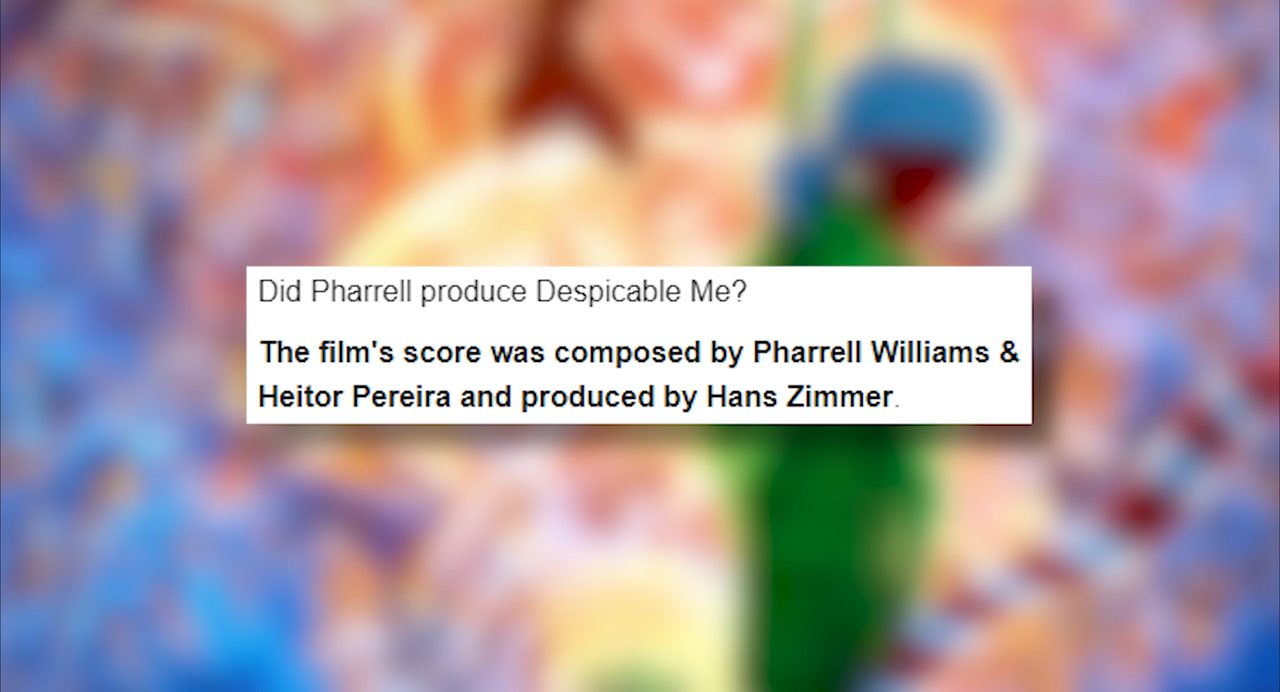 Did Pharrell produce Despicable Me?
The film's score was composed by Pharrell Williams &
Heitor Pereira and produced by Hans Zimmer.